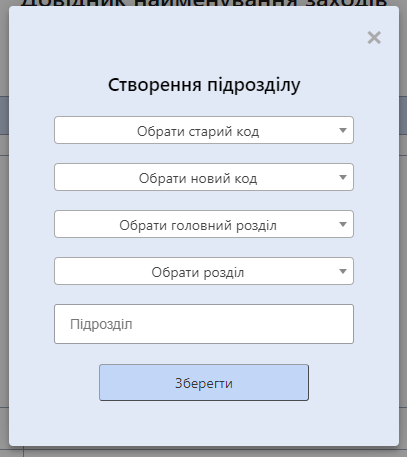 Довідник найменування заходів
×
Створення підрозділу
Обрати старий код
Обрати новий код
Обрати головний розділ
Обрати розділ
Підрозділ
Зберегти